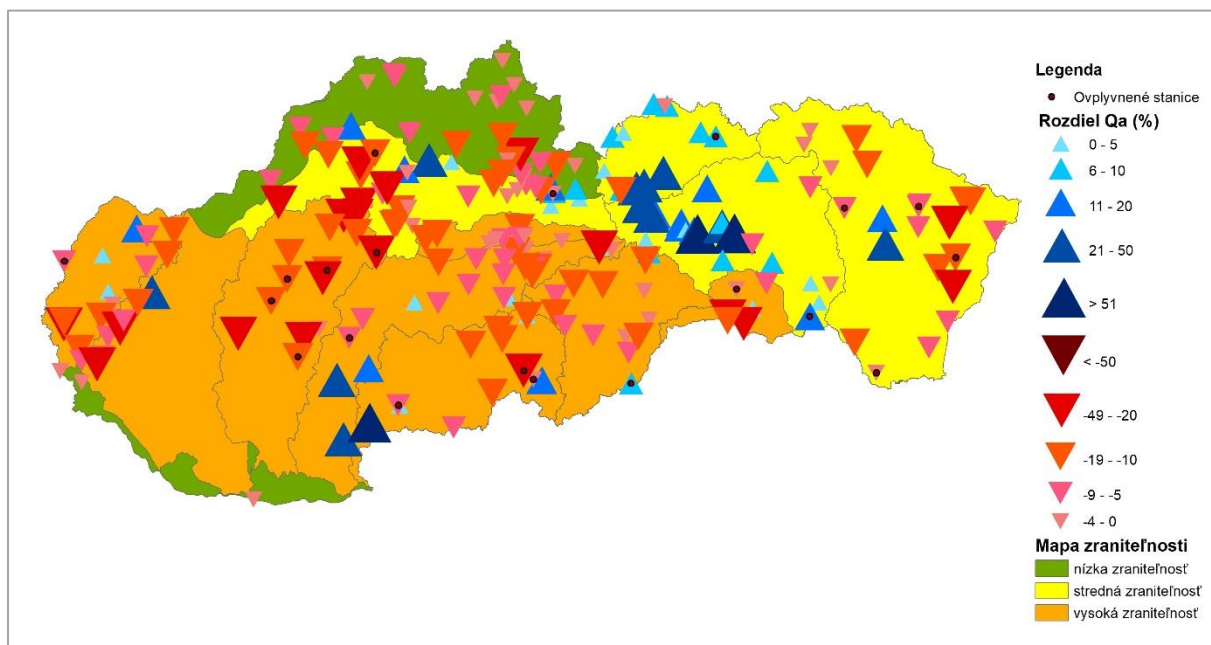 Legenda
Ovplyvnené stanice
Rozdiel Qa (%)
0 - 5
6 - 10
11 - 20
21 - 50
> 51
< -50
-49 - -20
-19 - -10
-9 - -5
-4 - 0
Mapa zraniteľnosti
nízka zraniteľnosť
stredná zraniteľnosť
vysoká zraniteľnosť